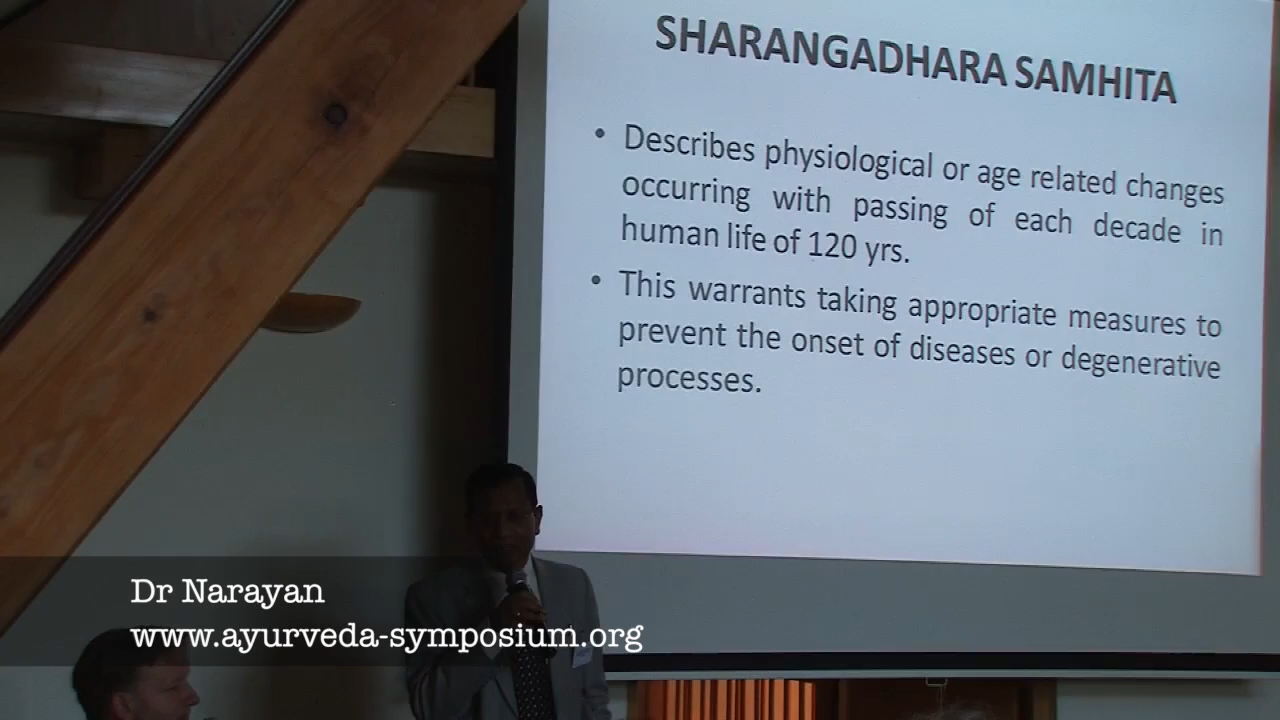 SHARANGADHARA SAMHITA
• Describes physiological or age related changes
occurring with passing of each decade in
human life of 120 yrs.
• This warrants taking appropriate measures to
prevent the onset of diseases or degenerative
processes.
Dr Narayan
www.ayurveda-symposium.org